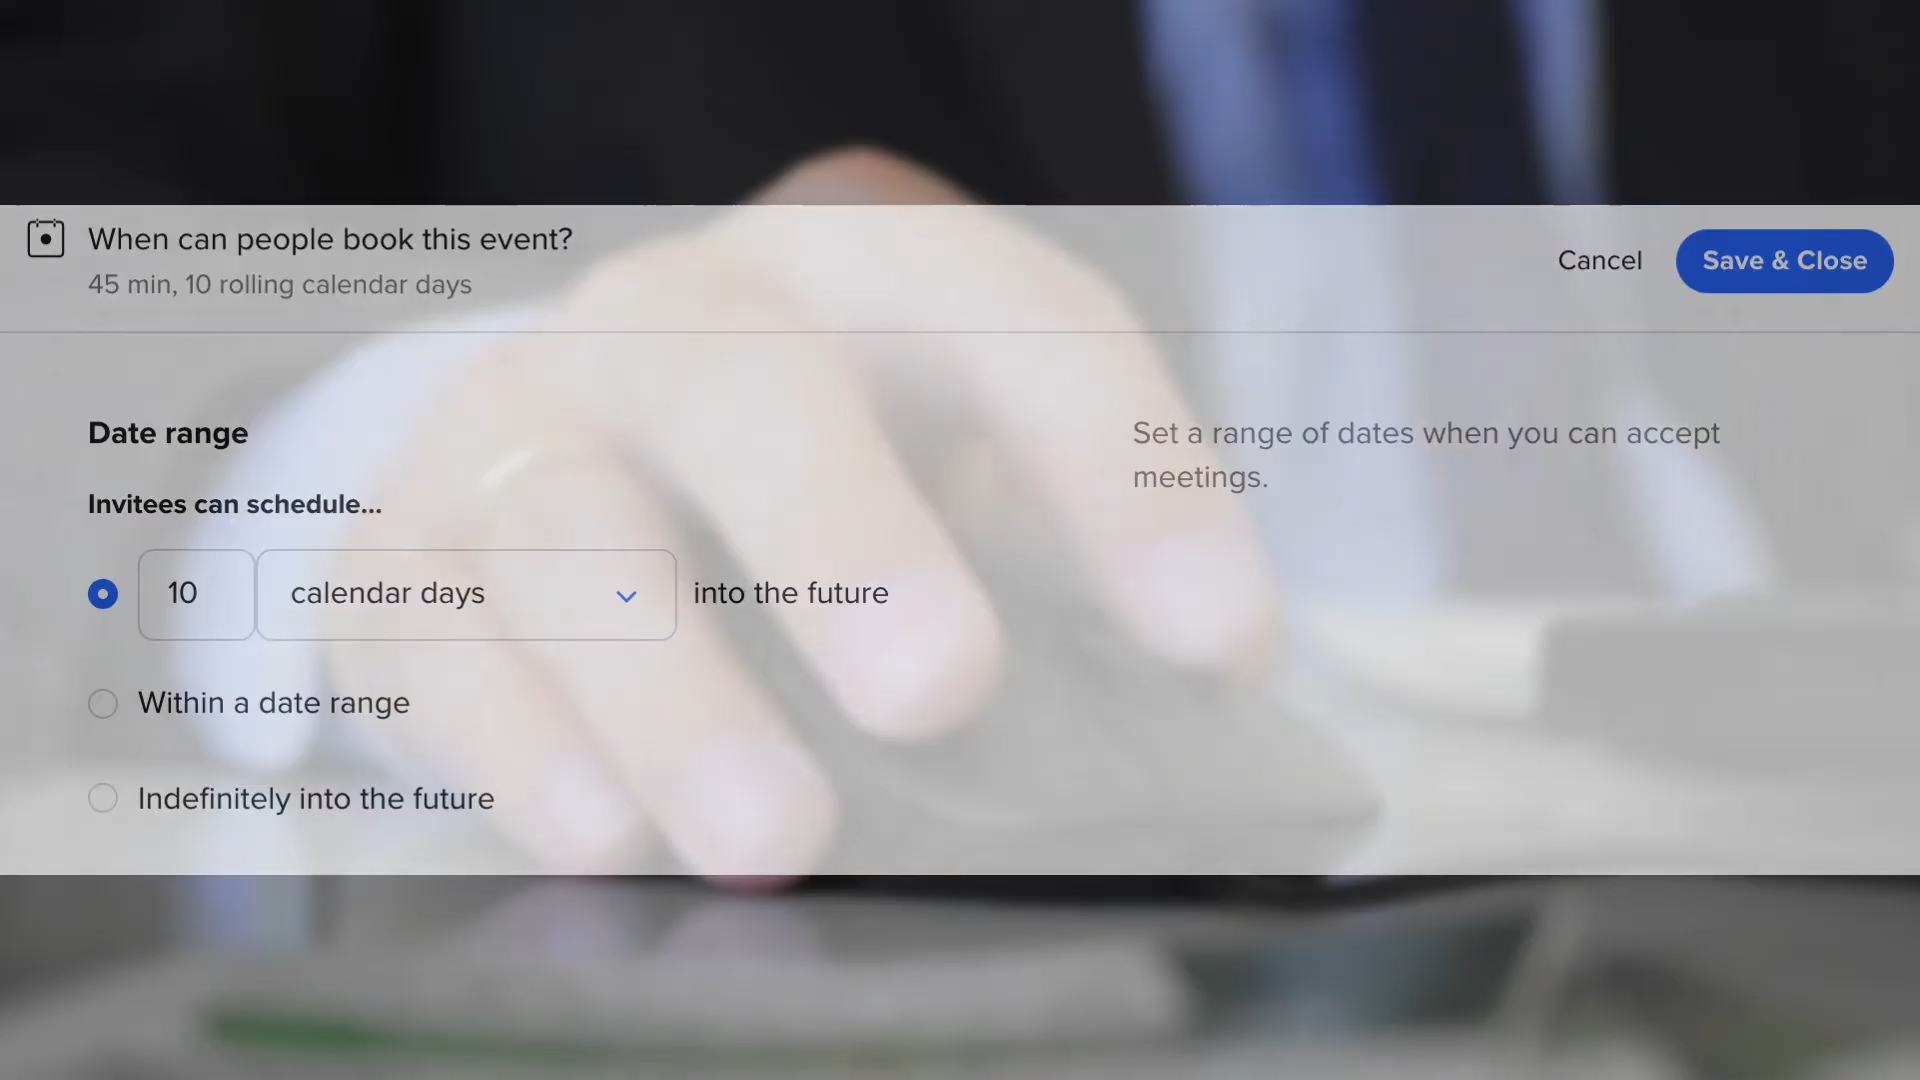 When can people book this event?
45 min, 10 rolling calendar days
Cancel
Save & Close
Date range
Set a range of dates when you can accept
meetings.
Invitees can schedule...
10
calendar days
into the future
Within a date range
Indefinitely into the future